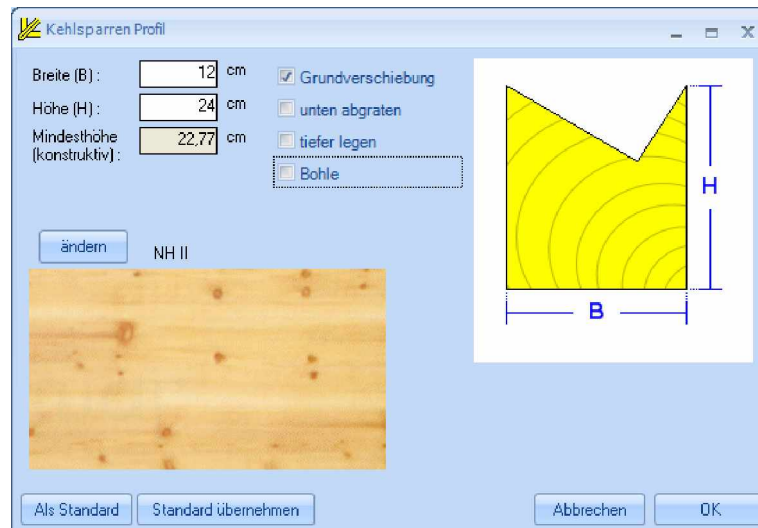 Kehlsparren Profil
Breite (B) : 12 cm
Höhe (H) : 24 cm
Mindesthöhe
(konstruktiv) : 22,77 cm
Grundverschiebung
unten abgraten
tiefer legen
Bohle
H
B
ändern
NH II
Als Standard
Standard übernehmen
Abbrechen
OK